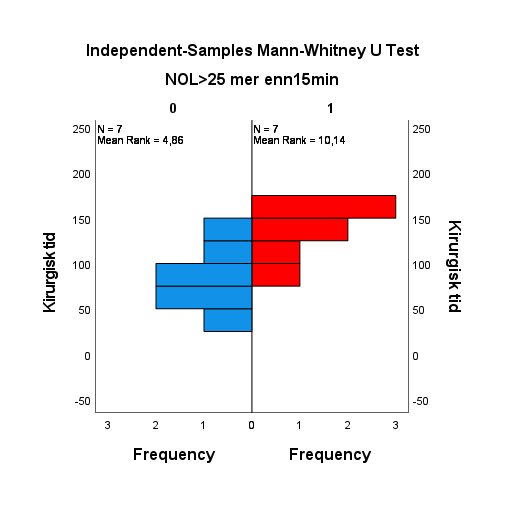 Independent-Samples Mann-Whitney U Test
NOL>25 mer enn15min
0 1
N = 7 N = 7
Mean Rank = 4,86 Mean Rank = 10,14
Kirurgisk tid
250 250
200 200
150 150
100 100
50 50
0 0
-50 -50
Kirurgisk tid
3 2 1 0 1 2 3
Frequency Frequency